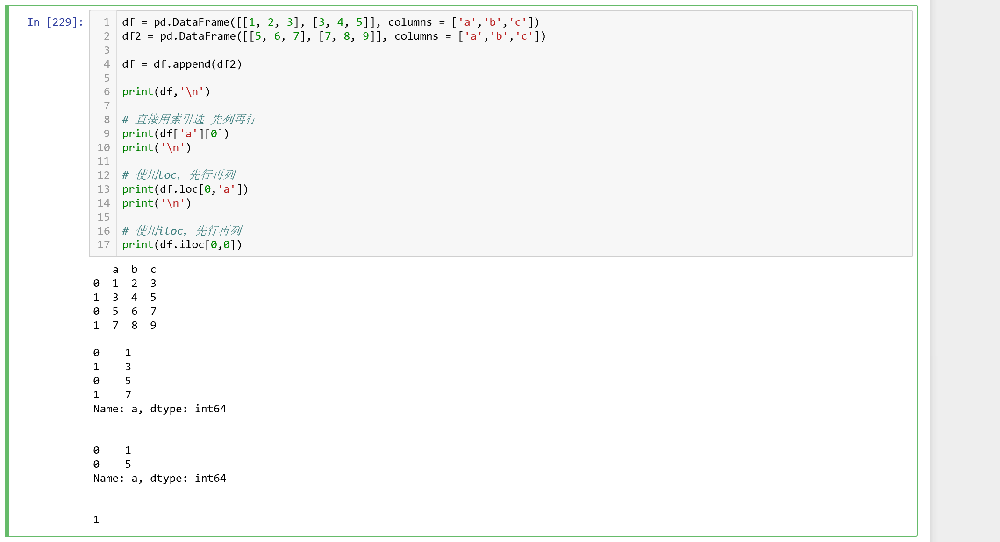 In [229]:
1 df = pd.DataFrame([[1, 2, 3], [3, 4, 5]], columns = ['a','b','c'])
2 df2 = pd.DataFrame([[5, 6, 7], [7, 8, 9]], columns = ['a','b','c'])
3
4 df = df.append(df2)
5
6 print(df,'\n')
7
8 # 直接用索引选 先列再行
9 print(df['a'][0])
10 print('\n')
11
12 # 使用loc, 先行再列
13 print(df.loc[0,'a'])
14 print('\n')
15
16 # 使用iloc, 先行再列
17 print(df.iloc[0,0])
a b c
0 1 2 3
1 3 4 5
0 5 6 7
1 7 8 9
0 1
1 3
0 5
1 7
Name: a, dtype: int64
0 1
0 5
Name: a, dtype: int64
1